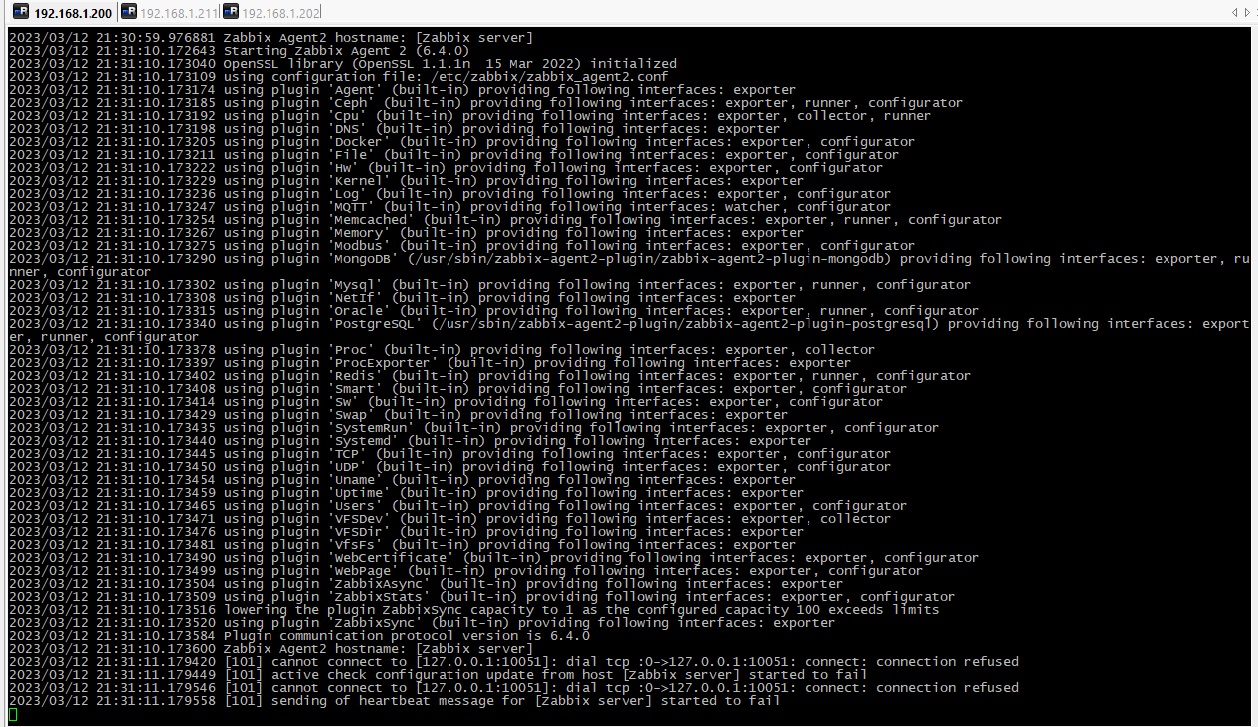 192.168.1.200 192.168.1.211 192.168.1.202
2023/03/12 21:30:59.976881 Zabbix Agent2 hostname: [Zabbix server]
2023/03/12 21:31:10.172643 Starting Zabbix Agent 2 (6.4.0)
2023/03/12 21:31:10.173040 OpenSSL library (OpenSSL 1.1.1n  15 Mar 2022) initialized
2023/03/12 21:31:10.173109 using configuration file: /etc/zabbix/zabbix_agent2.conf
2023/03/12 21:31:10.173174 using plugin 'Agent' (built-in) providing following interfaces: exporter
2023/03/12 21:31:10.173185 using plugin 'Ceph' (built-in) providing following interfaces: exporter, runner, configurator
2023/03/12 21:31:10.173192 using plugin 'Cpu' (built-in) providing following interfaces: exporter, collector, runner
2023/03/12 21:31:10.173198 using plugin 'DNS' (built-in) providing following interfaces: exporter
2023/03/12 21:31:10.173205 using plugin 'Docker' (built-in) providing following interfaces: exporter, configurator
2023/03/12 21:31:10.173211 using plugin 'File' (built-in) providing following interfaces: exporter, configurator
2023/03/12 21:31:10.173222 using plugin 'Hw' (built-in) providing following interfaces: exporter, configurator
2023/03/12 21:31:10.173229 using plugin 'Kernel' (built-in) providing following interfaces: exporter
2023/03/12 21:31:10.173236 using plugin 'Log' (built-in) providing following interfaces: exporter, configurator
2023/03/12 21:31:10.173247 using plugin 'MQTT' (built-in) providing following interfaces: watcher, configurator
2023/03/12 21:31:10.173254 using plugin 'Memcached' (built-in) providing following interfaces: exporter, runner, configurator
2023/03/12 21:31:10.173267 using plugin 'Memory' (built-in) providing following interfaces: exporter
2023/03/12 21:31:10.173275 using plugin 'Modbus' (built-in) providing following interfaces: exporter, configurator
2023/03/12 21:31:10.173290 using plugin 'MongoDB' (/usr/sbin/zabbix-agent2-plugin/zabbix-agent2-plugin-mongodb) providing following interfaces: exporter, ru
nner, configurator
2023/03/12 21:31:10.173302 using plugin 'Mysql' (built-in) providing following interfaces: exporter, runner, configurator
2023/03/12 21:31:10.173308 using plugin 'NetIf' (built-in) providing following interfaces: exporter
2023/03/12 21:31:10.173315 using plugin 'Oracle' (built-in) providing following interfaces: exporter, runner, configurator
2023/03/12 21:31:10.173340 using plugin 'PostgreSQL' (/usr/sbin/zabbix-agent2-plugin/zabbix-agent2-plugin-postgresql) providing following interfaces: export
er, runner, configurator
2023/03/12 21:31:10.173378 using plugin 'Proc' (built-in) providing following interfaces: exporter, collector
2023/03/12 21:31:10.173397 using plugin 'ProcExporter' (built-in) providing following interfaces: exporter
2023/03/12 21:31:10.173402 using plugin 'Redis' (built-in) providing following interfaces: exporter, runner, configurator
2023/03/12 21:31:10.173408 using plugin 'Smart' (built-in) providing following interfaces: exporter, configurator
2023/03/12 21:31:10.173414 using plugin 'Sw' (built-in) providing following interfaces: exporter, configurator
2023/03/12 21:31:10.173429 using plugin 'Swap' (built-in) providing following interfaces: exporter
2023/03/12 21:31:10.173435 using plugin 'SystemRun' (built-in) providing following interfaces: exporter, configurator
2023/03/12 21:31:10.173440 using plugin 'Systemd' (built-in) providing following interfaces: exporter
2023/03/12 21:31:10.173445 using plugin 'TCP' (built-in) providing following interfaces: exporter, configurator
2023/03/12 21:31:10.173450 using plugin 'UDP' (built-in) providing following interfaces: exporter, configurator
2023/03/12 21:31:10.173454 using plugin 'Uname' (built-in) providing following interfaces: exporter
2023/03/12 21:31:10.173459 using plugin 'Uptime' (built-in) providing following interfaces: exporter
2023/03/12 21:31:10.173465 using plugin 'Users' (built-in) providing following interfaces: exporter, configurator
2023/03/12 21:31:10.173471 using plugin 'VFSDev' (built-in) providing following interfaces: exporter, collector
2023/03/12 21:31:10.173476 using plugin 'VFSDir' (built-in) providing following interfaces: exporter
2023/03/12 21:31:10.173481 using plugin 'VfsFs' (built-in) providing following interfaces: exporter
2023/03/12 21:31:10.173490 using plugin 'WebCertificate' (built-in) providing following interfaces: exporter, configurator
2023/03/12 21:31:10.173499 using plugin 'WebPage' (built-in) providing following interfaces: exporter, configurator
2023/03/12 21:31:10.173504 using plugin 'ZabbixAsync' (built-in) providing following interfaces: exporter
2023/03/12 21:31:10.173509 using plugin 'ZabbixStats' (built-in) providing following interfaces: exporter, configurator
2023/03/12 21:31:10.173516 lowering the plugin ZabbixSync capacity to 1 as the configured capacity 100 exceeds limits
2023/03/12 21:31:10.173520 using plugin 'ZabbixSync' (built-in) providing following interfaces: exporter
2023/03/12 21:31:10.173584 Plugin communication protocol version is 6.4.0
2023/03/12 21:31:10.173600 Zabbix Agent2 hostname: [Zabbix server]
2023/03/12 21:31:11.179420 [101] cannot connect to [127.0.0.1:10051]: dial tcp :0->127.0.0.1:10051: connect: connection refused
2023/03/12 21:31:11.179449 [101] active check configuration update from host [Zabbix server] started to fail
2023/03/12 21:31:11.179546 [101] cannot connect to [127.0.0.1:10051]: dial tcp :0->127.0.0.1:10051: connect: connection refused
2023/03/12 21:31:11.179558 [101] sending of heartbeat message for [Zabbix server] started to fail